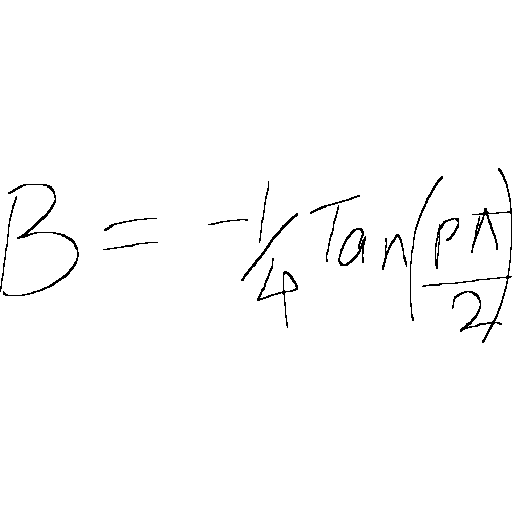 B = -1/4 Tan(pπ/2)